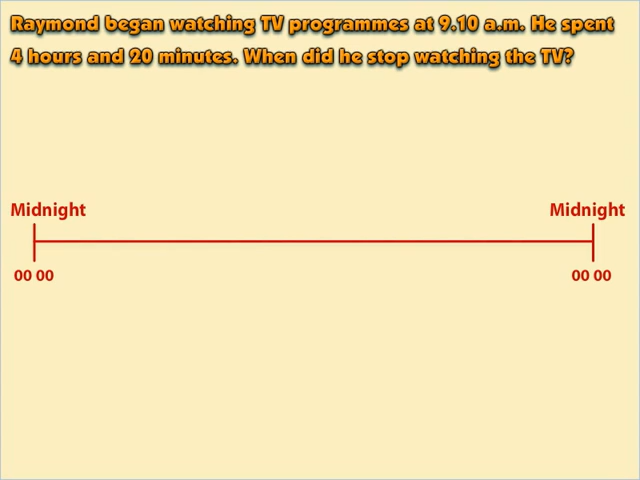 Raymond began watching TV programmes at 9.10 a.m. He spent
4 hours and 20 minutes. When did he stop watching the TV?
Midnight Midnight
00 00 00 00